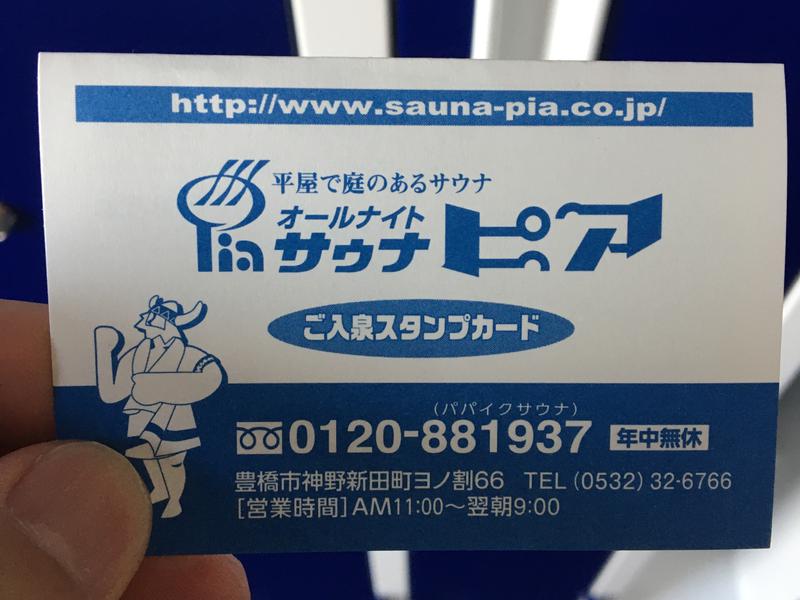 http://www.sauna-pia.co.jp/
平屋で庭のあるサウナ
オールナイト
Pia サウナ ピア
ご入泉スタンプカード
(パパイクサウナ)
0120-881937 年中無休
豊橋市神野新田町ヨノ割66 TEL(0532)32-6766
[営業時間]AM11:00〜翌朝9:00